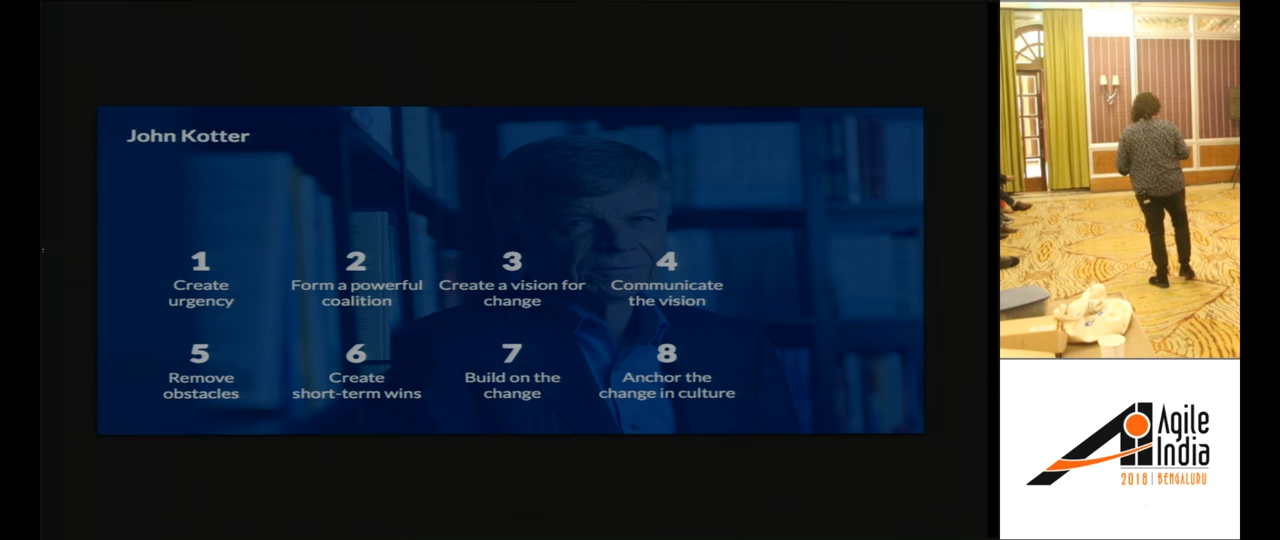 John Kotter
1
Create
urgency
2
Form a powerful
coalition
3
Create a vision for
change
4
Communicate
the vision
5
Remove
obstacles
6
Create
short-term wins
7
Build on the
change
8
Anchor the
change in culture
Agile
India
2018 | BENGALURU